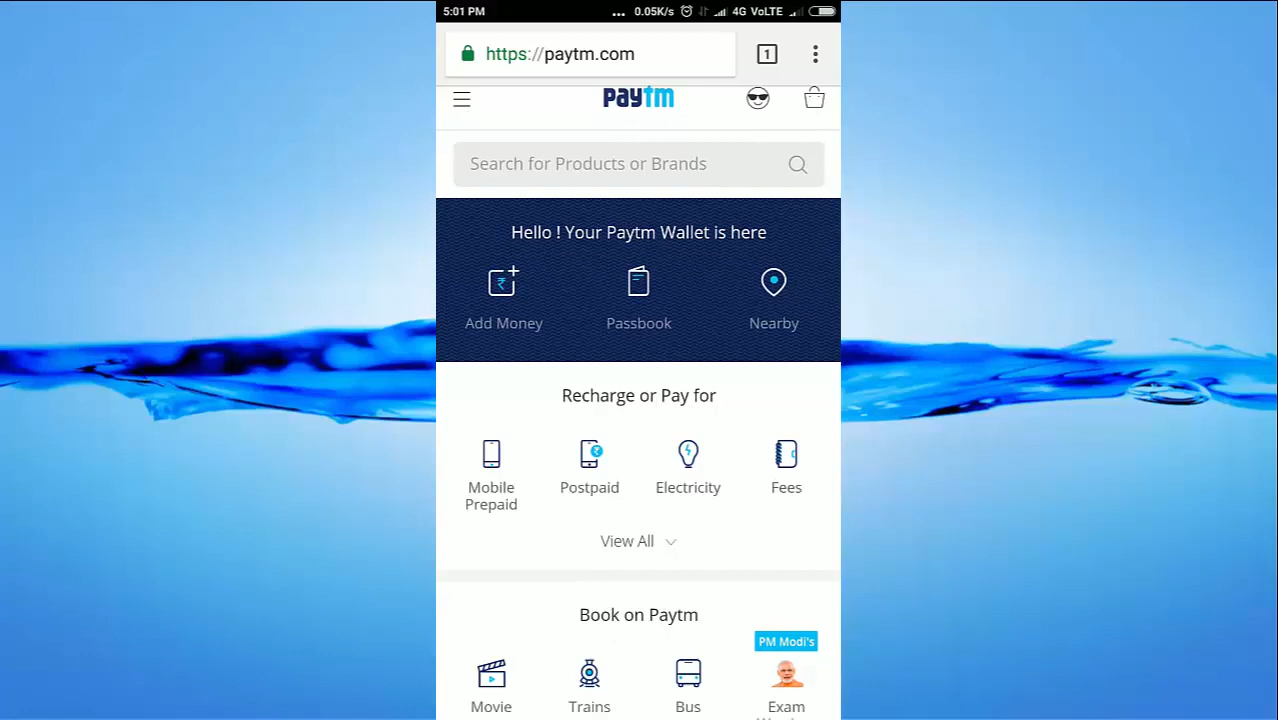 5:01 PM ... 0.05K/s 4G VoLTE
https://paytm.com 1
paytm
Search for Products or Brands
Hello ! Your Paytm Wallet is here
Add Money Passbook Nearby
Recharge or Pay for
Mobile Prepaid Postpaid Electricity Fees
View All
Book on Paytm
PM Modi's
Movie Trains Bus Exam